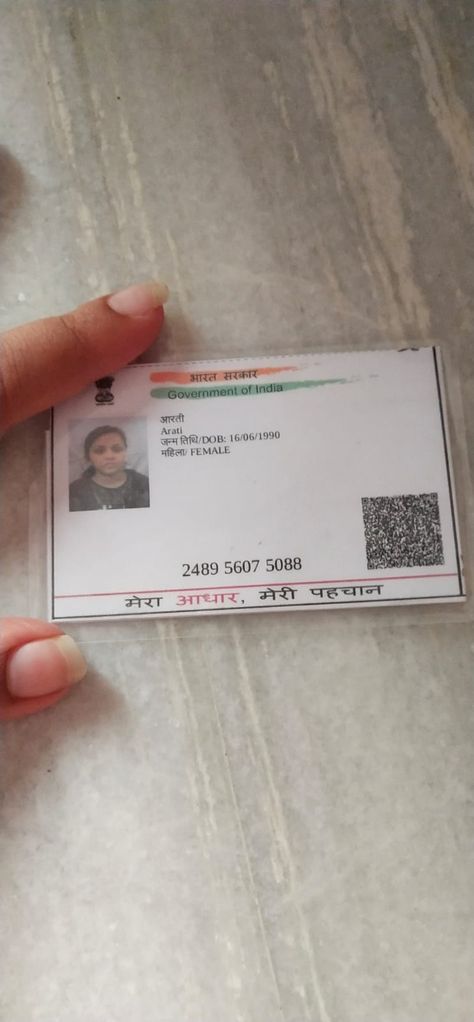 भारत सरकार
Government of India
आरती
Arati
जन्म तिथि/DOB: 16/06/1990
महिला/ FEMALE
2489 5607 5088
मेरा आधार, मेरी पहचान